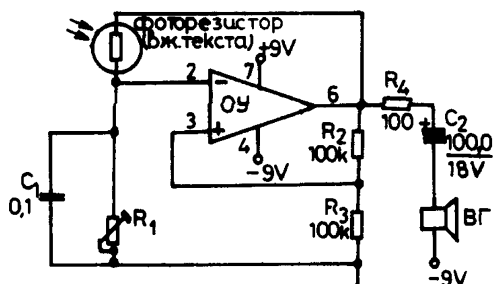 фоторезистор
(вж.текста)
+9V
2
7
-
ОУ
6
3
+
4
-9V
R4
100
+
C2
100,0
18V
R2
100k
C1
0,1
R1
R3
100k
ВГ
-9V